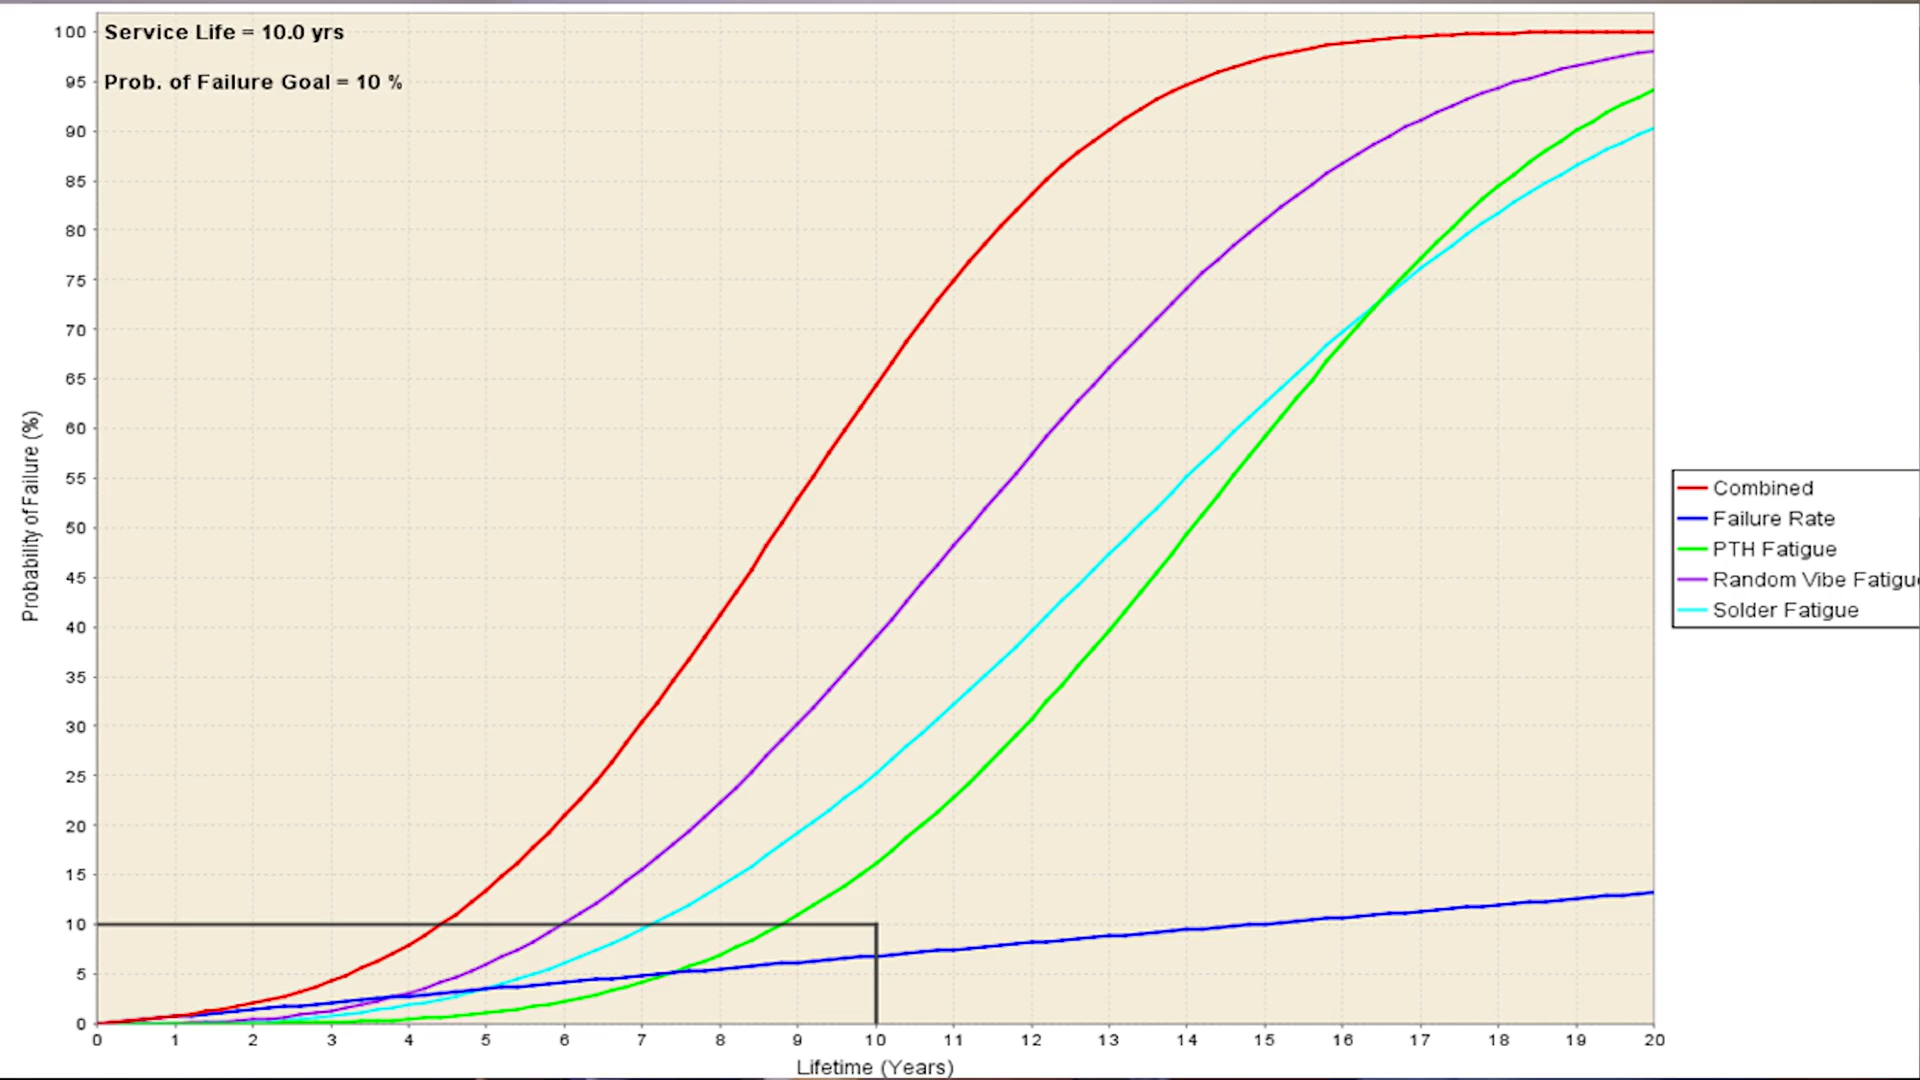 Service Life = 10.0 yrs
Prob. of Failure Goal = 10 %
100
95
90
85
80
75
70
65
60
55
50
45
40
35
30
25
20
15
10
5
0
Probability of Failure (%)
0 1 2 3 4 5 6 7 8 9 10 11 12 13 14 15 16 17 18 19 20
Lifetime (Years)
Combined
Failure Rate
PTH Fatigue
Random Vibe Fatigu
Solder Fatigue